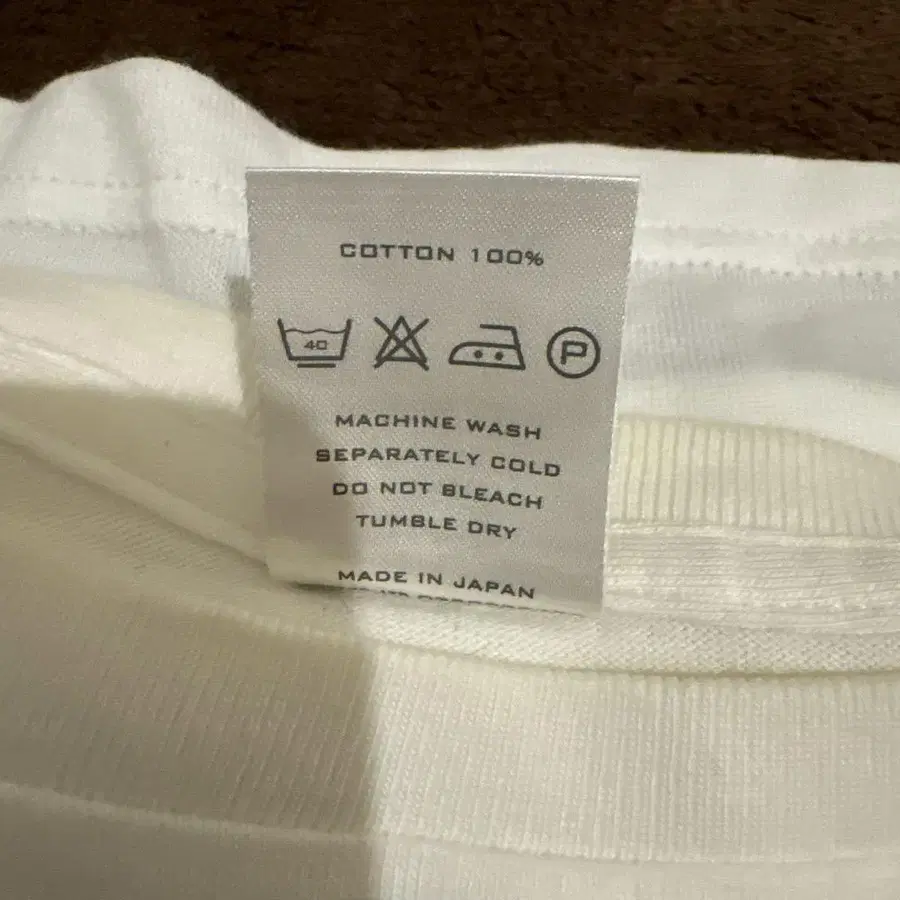 COTTON 100%
40
P
MACHINE WASH
SEPARATELY COLD
DO NOT BLEACH
TUMBLE DRY
MADE IN JAPAN